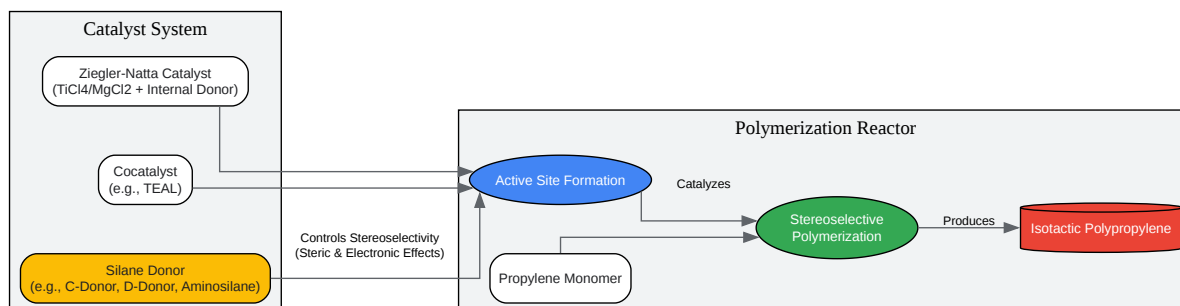 Catalyst System
Ziegler-Natta Catalyst
(TiCl4/MgCl2 + Internal Donor)
Cocatalyst
(e.g., TEAL)
Silane Donor
(e.g., C-Donor, D-Donor, Aminosilane)
Controls Stereoselectivity
(Steric & Electronic Effects)
Polymerization Reactor
Active Site Formation
Catalyzes
Propylene Monomer
Stereoselective
Polymerization
Produces
Isotactic Polypropylene